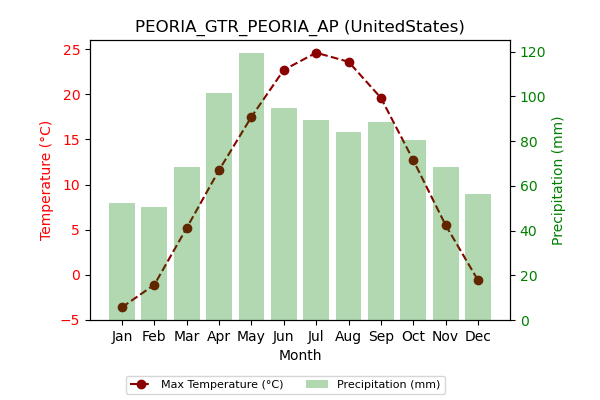 PEORIA_GTR_PEORIA_AP (UnitedStates)
25
20
15
10
5
0
−5
Temperature (°C)
120
100
80
60
40
20
0
Precipitation (mm)
Jan Feb Mar Apr May Jun Jul Aug Sep Oct Nov Dec
Month
Max Temperature (°C) Precipitation (mm)